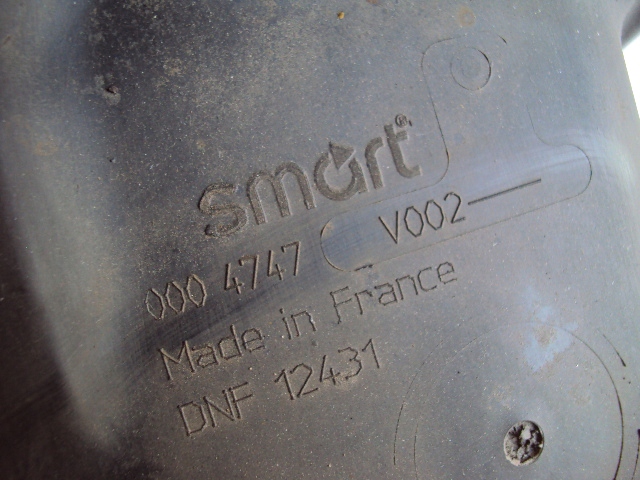 smart®
000 4747 V002
Made in France
DNF 12431